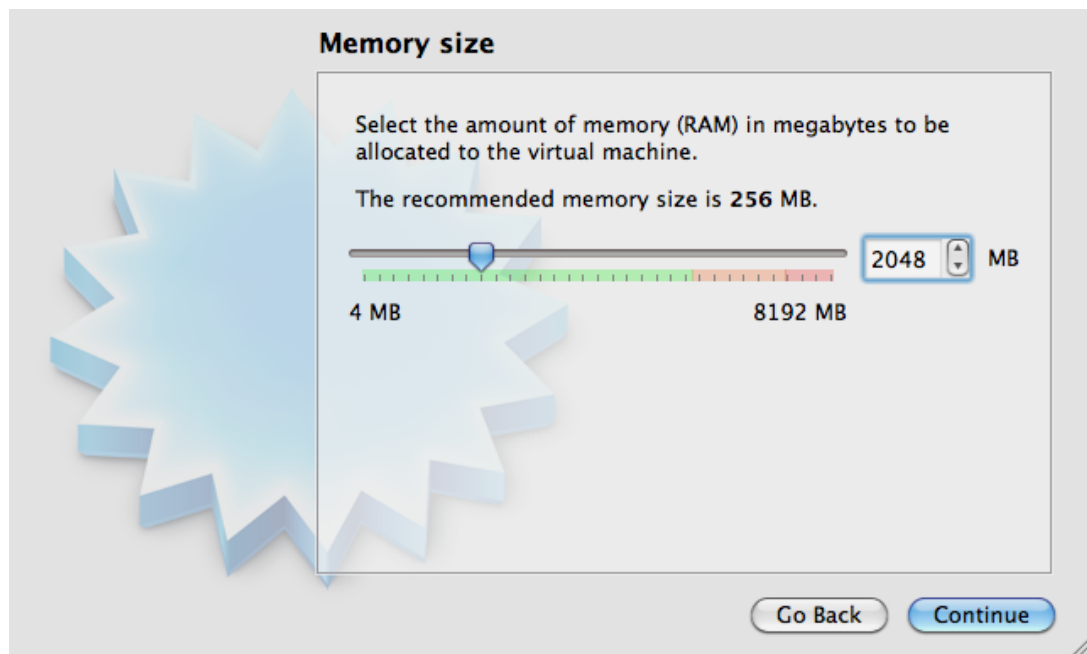 Memory size
Select the amount of memory (RAM) in megabytes to be
allocated to the virtual machine.
The recommended memory size is 256 MB.
2048 MB
4 MB 8192 MB
Go Back Continue